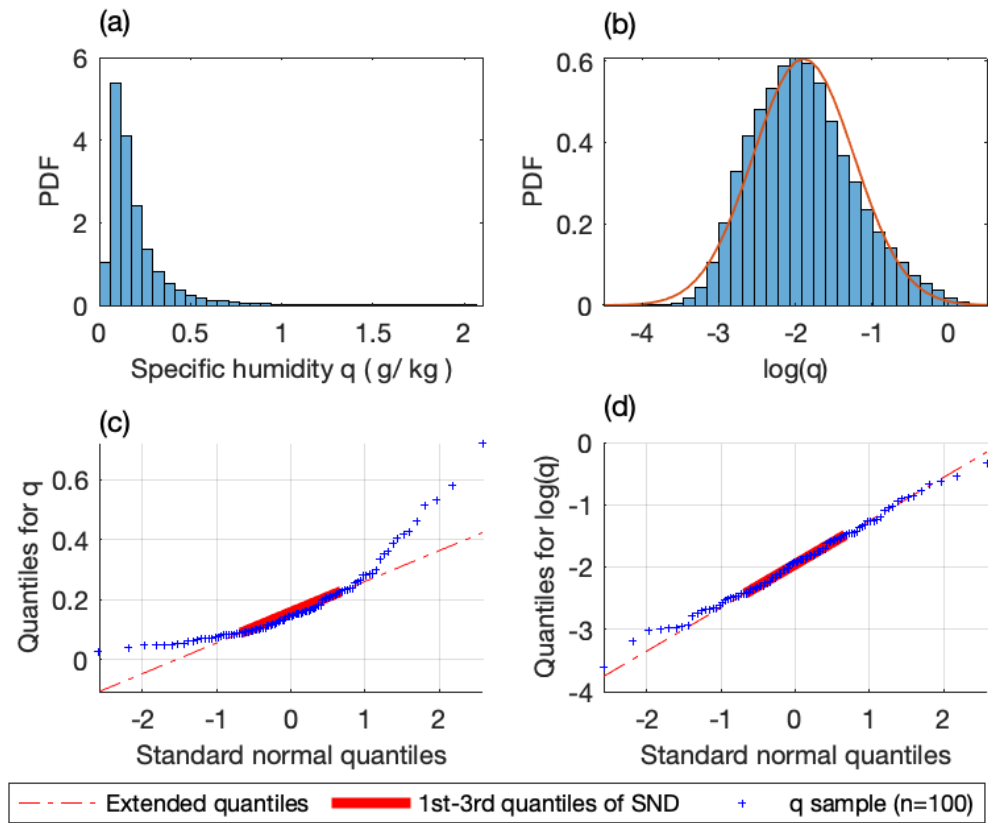 (a)
PDF
6
4
2
0
0 0.5 1 1.5 2
Specific humidity q ( g/ kg )
(b)
PDF
0.6
0.4
0.2
0
-4 -3 -2 -1 0
log(q)
(c)
Quantiles for q
0.6
0.4
0.2
0
-2 -1 0 1 2
Standard normal quantiles
(d)
Quantiles for log(q)
0
-1
-2
-3
-4
-2 -1 0 1 2
Standard normal quantiles
Extended quantiles 1st-3rd quantiles of SND q sample (n=100)